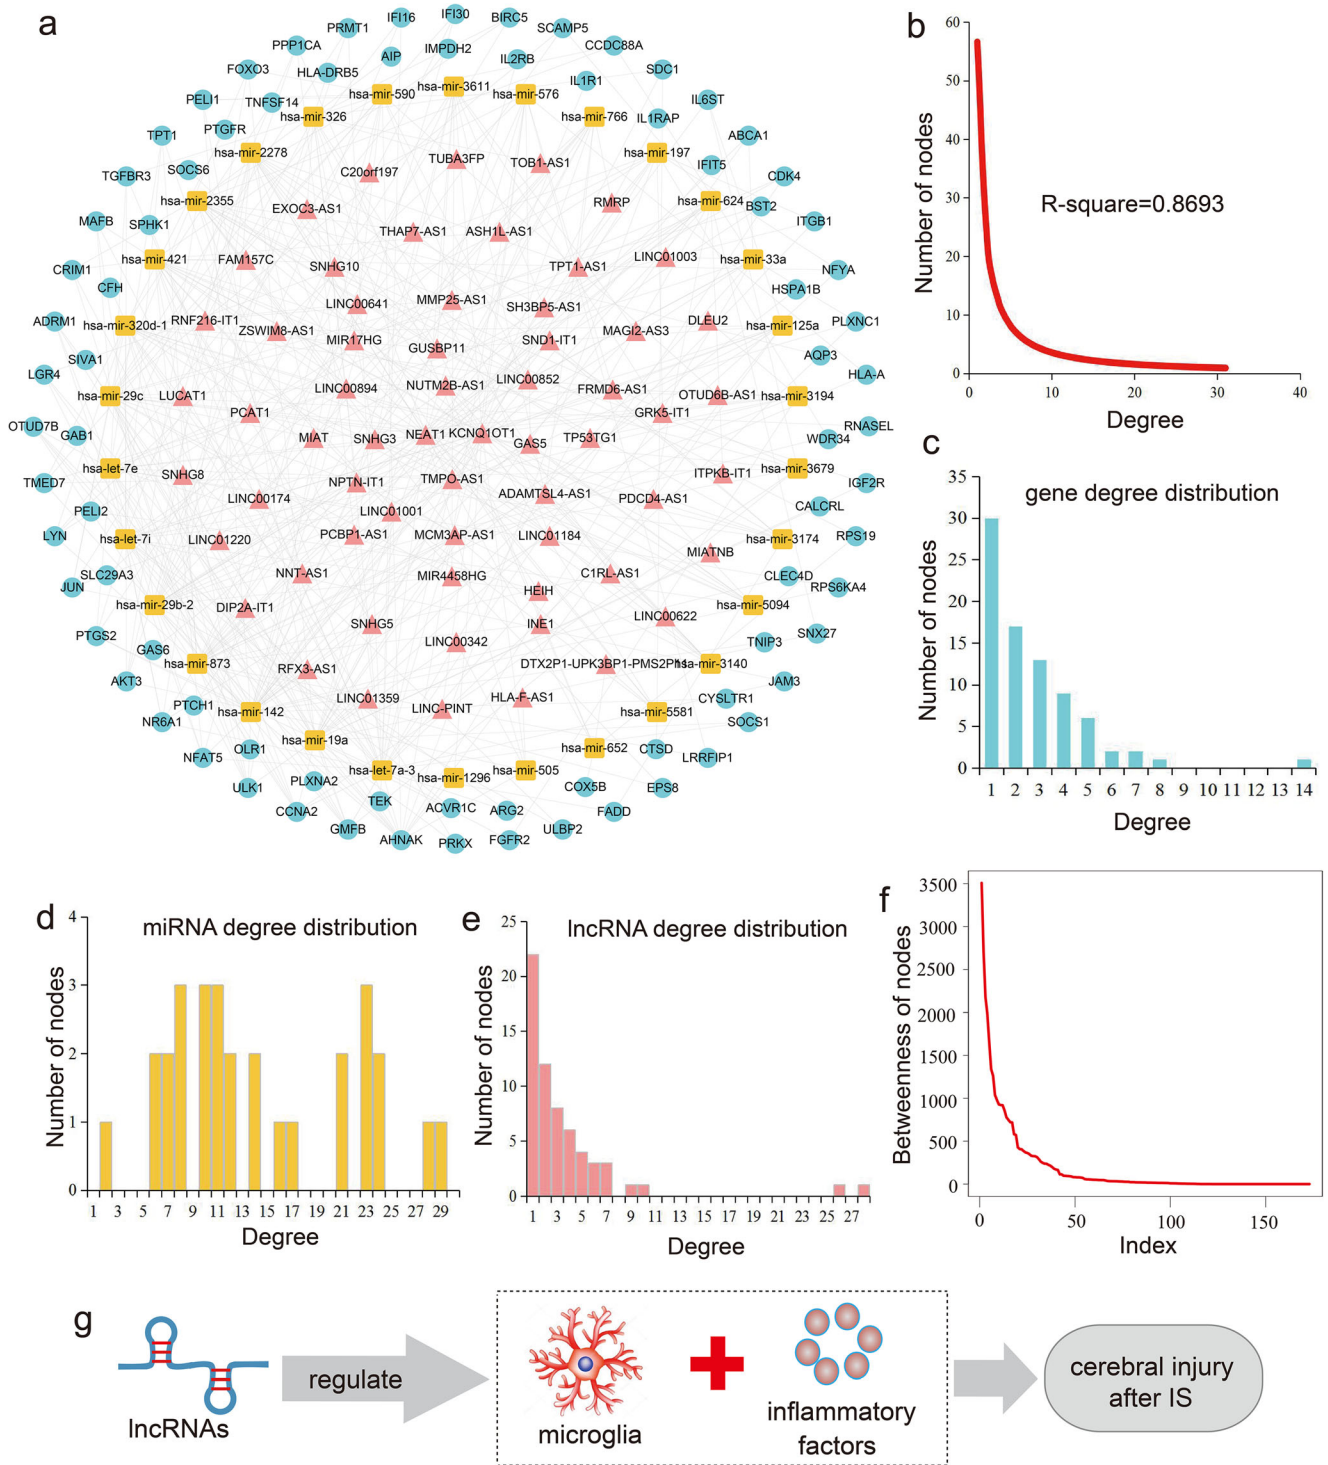 a
IFI16
IFI30
BIRC5
PRMT1
SCAMP5
PPP1CA
AIP
IMPDH2
IL2RB
CCDC88A
FOXO3
HLA-DRB5
IL1R1
SDC1
hsa-mir-590
hsa-mir-3611
hsa-mir-576
PELI1
TNFSF14
hsa-mir-326
hsa-mir-766
IL1RAP
IL6ST
TPT1
PTGFR
hsa-mir-2278
hsa-mir-197
ABCA1
TUBA3FP
TOB1-AS1
C20orf197
IFIT5
TGFBR3
SOCS6
CDK4
hsa-mir-2355
EXOC3-AS1
RMRP
hsa-mir-624
BST2
MAFB
SPHK1
THAP7-AS1
ASH1L-AS1
ITGB1
hsa-mir-421
FAM157C
SNHG10
TPT1-AS1
LINC01003
hsa-mir-33a
CRIM1
CFH
NFYA
HSPA1B
LINC00641
MMP25-AS1
SH3BP5-AS1
ADRM1
hsa-mir-320d-1
RNF216-IT1
ZSWIM8-AS1
MIR17HG
GUSBP11
SND1-IT1
MAGI2-AS3
DLEU2
hsa-mir-125a
PLXNC1
SIVA1
AQP3
LGR4
HLA-A
hsa-mir-29c
LUCAT1
LINC00894
NUTM2B-AS1
LINC00852
FRMD6-AS1
OTUD6B-AS1
hsa-mir-3194
PCAT1
GRK5-IT1
OTUD7B
GAB1
MIAT
SNHG3
NEAT1
KCNQ1OT1
GAS5
TP53TG1
WDR34
RNASEL
hsa-let-7e
SNHG8
ITPKB-IT1
hsa-mir-3679
TMED7
NPTN-IT1
TMPO-AS1
IGF2R
LINC00174
ADAMTSL4-AS1
PDCD4-AS1
PELI2
LINC01001
CALCRL
LYN
hsa-let-7i
LINC01220
PCBP1-AS1
MCM3AP-AS1
LINC01184
MIATNB
hsa-mir-3174
RPS19
JUN
SLC29A3
NNT-AS1
MIR4458HG
C1RL-AS1
CLEC4D
RPS6KA4
HEIH
hsa-mir-29b-2
DIP2A-IT1
LINC00622
hsa-mir-5094
PTGS2
SNHG5
INE1
SNX27
GAS6
LINC00342
TNIP3
hsa-mir-873
RFX3-AS1
DTX2P1-UPK3BP1-PMS2P11
hsa-mir-3140
AKT3
JAM3
PTCH1
LINC01359
LINC-PINT
HLA-F-AS1
CYSLTR1
NR6A1
hsa-mir-142
hsa-mir-5581
SOCS1
hsa-mir-19a
hsa-mir-652
NFAT5
OLR1
CTSD
LRRFIP1
hsa-let-7a-3
hsa-mir-1296
hsa-mir-505
ULK1
PLXNA2
COX5B
EPS8
TEK
ACVR1C
ARG2
CCNA2
FADD
GMFB
AHNAK
PRKX
FGFR2
ULBP2
b
60
50
40
30
20
10
0
R-square=0.8693
Number of nodes
0 10 20 30 40
Degree
c
gene degree distribution
35
30
25
20
15
10
5
0
Number of nodes
1 2 3 4 5 6 7 8 9 10 11 12 13 14
Degree
d
miRNA degree distribution
4
3
2
1
0
Number of nodes
1 3 5 7 9 11 13 15 17 19 21 23 25 27 29
Degree
e
lncRNA degree distribution
25
20
15
10
5
0
Number of nodes
1 3 5 7 9 11 13 15 17 19 21 23 25 27
Degree
f
3500
3000
2500
2000
1500
1000
500
0
Betweenness of nodes
0 50 100 150
Index
g
lncRNAs
regulate
microglia
inflammatory
factors
cerebral injury
after IS